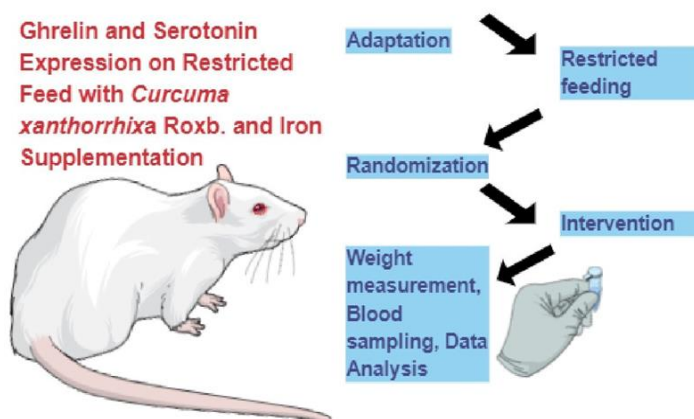 Ghrelin and Serotonin
Expression on Restricted
Feed with Curcuma
xanthorrhixa Roxb. and Iron
Supplementation
Adaptation
Restricted
feeding
Randomization
Intervention
Weight
measurement,
Blood
sampling, Data
Analysis